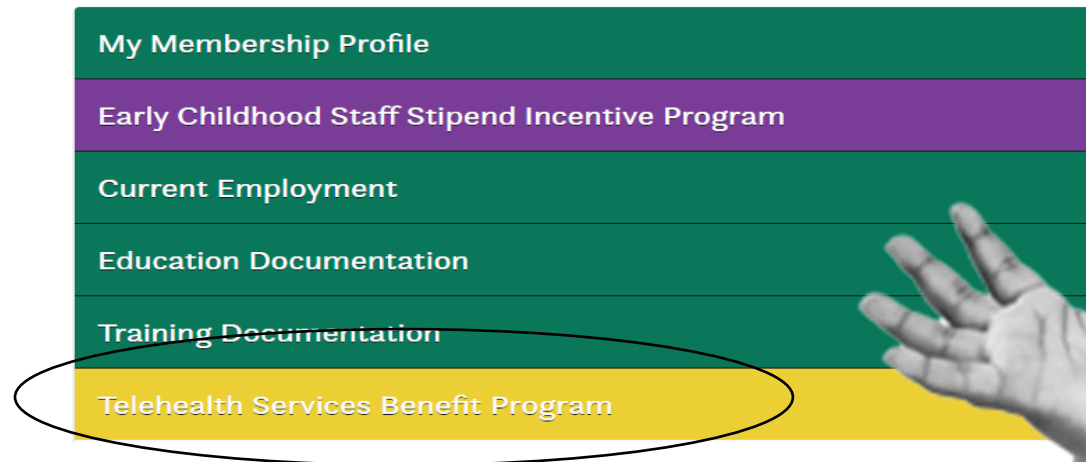 My Membership Profile
Early Childhood Staff Stipend Incentive Program
Current Employment
Education Documentation
Training Documentation
Telehealth Services Benefit Program